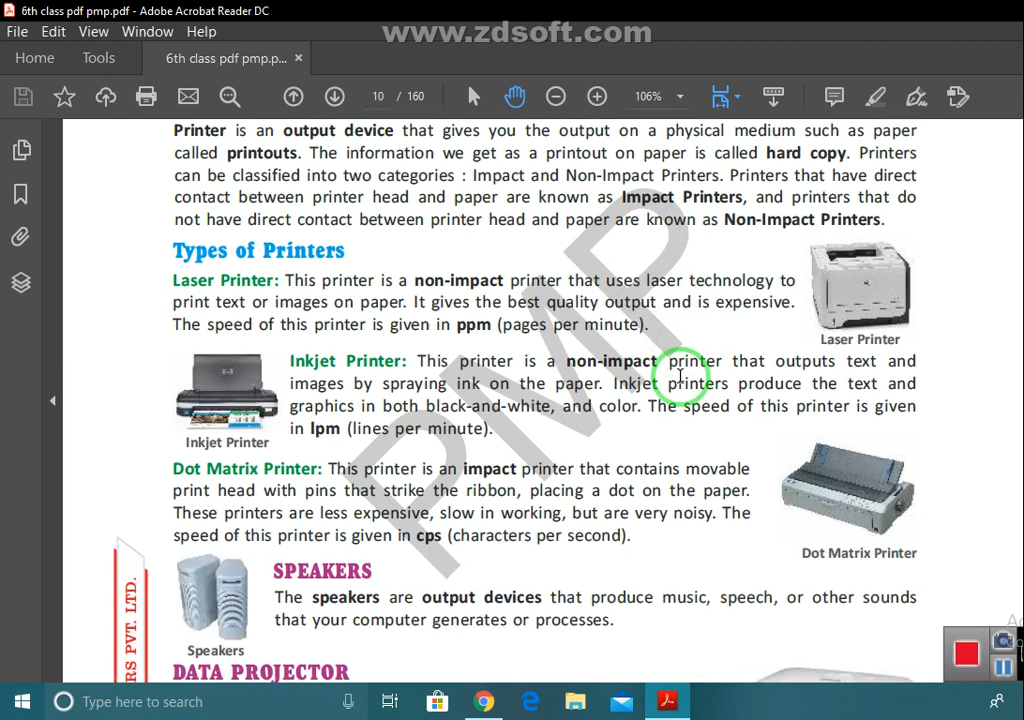 6th class pdf pmp.pdf - Adobe Acrobat Reader DC
File Edit View Window Help
www.zdsoft.com
Home Tools 6th class pdf pmp.p... ×
10 / 160 106%
Printer is an output device that gives you the output on a physical medium such as paper
called printouts. The information we get as a printout on paper is called hard copy. Printers
can be classified into two categories : Impact and Non-Impact Printers. Printers that have direct
contact between printer head and paper are known as Impact Printers, and printers that do
not have direct contact between printer head and paper are known as Non-Impact Printers.
Types of Printers
Laser Printer: This printer is a non-impact printer that uses laser technology to
print text or images on paper. It gives the best quality output and is expensive.
The speed of this printer is given in ppm (pages per minute).
Laser Printer
Inkjet Printer: This printer is a non-impact printer that outputs text and
images by spraying ink on the paper. Inkjet printers produce the text and
graphics in both black-and-white, and color. The speed of this printer is given
in lpm (lines per minute).
Inkjet Printer
Dot Matrix Printer: This printer is an impact printer that contains movable
print head with pins that strike the ribbon, placing a dot on the paper.
These printers are less expensive, slow in working, but are very noisy. The
speed of this printer is given in cps (characters per second).
Dot Matrix Printer
PMP
SPEAKERS
The speakers are output devices that produce music, speech, or other sounds
that your computer generates or processes.
Speakers
RS PVT. LTD.
DATA PROJECTOR
Type here to search